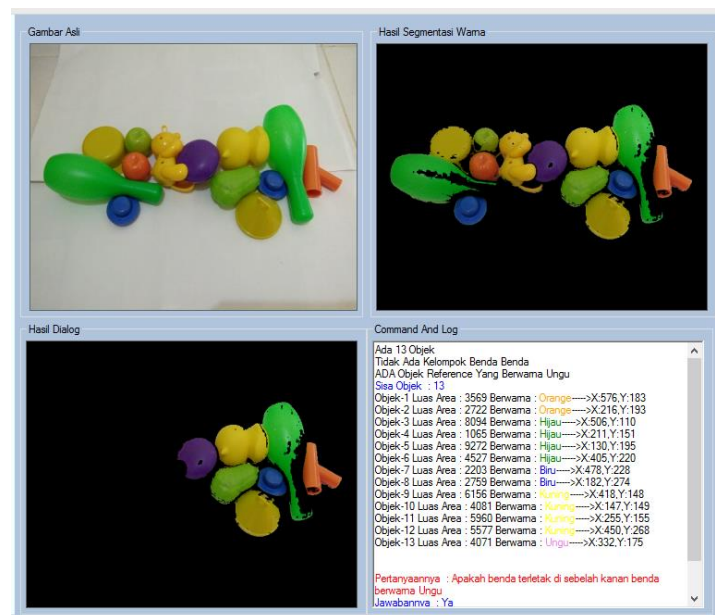 Gambar Asli
Hasil Segmentasi Warna
Hasil Dialog
Command And Log
Ada 13 Objek
Tidak Ada Kelompok Benda Benda
ADA Objek Reference Yang Berwarna Ungu
Sisa Objek : 13
Objek-1 Luas Area : 3569 Berwarna : Orange----->X:576,Y:183
Objek-2 Luas Area : 2722 Berwarna : Orange----->X:216,Y:193
Objek-3 Luas Area : 8094 Berwarna : Hijau----->X:506,Y:110
Objek-4 Luas Area : 1065 Berwarna : Hijau----->X:211,Y:151
Objek-5 Luas Area : 9272 Berwarna : Hijau----->X:130,Y:195
Objek-6 Luas Area : 4527 Berwarna : Hijau----->X:405,Y:220
Objek-7 Luas Area : 2203 Berwarna : Biru----->X:478,Y:228
Objek-8 Luas Area : 2759 Berwarna : Biru----->X:182,Y:274
Objek-9 Luas Area : 6156 Berwarna : Kuning----->X:418,Y:148
Objek-10 Luas Area : 4081 Berwarna : Kuning----->X:147,Y:149
Objek-11 Luas Area : 5960 Berwarna : Kuning----->X:255,Y:155
Objek-12 Luas Area : 5577 Berwarna : Kuning----->X:450,Y:268
Objek-13 Luas Area : 4071 Berwarna : Ungu----->X:332,Y:175
Pertanyaannya : Apakah benda terletak di sebelah kanan benda
berwarna Ungu
Jawabannya : Ya